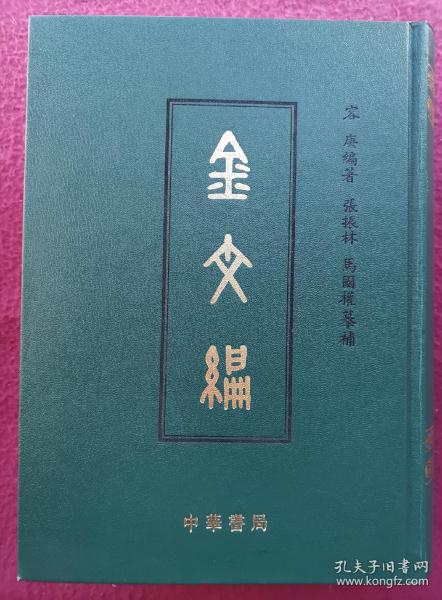 容庚編著 張振林 馬國權摹補
金文編
中華書局
孔夫子旧书网
kongfz.com